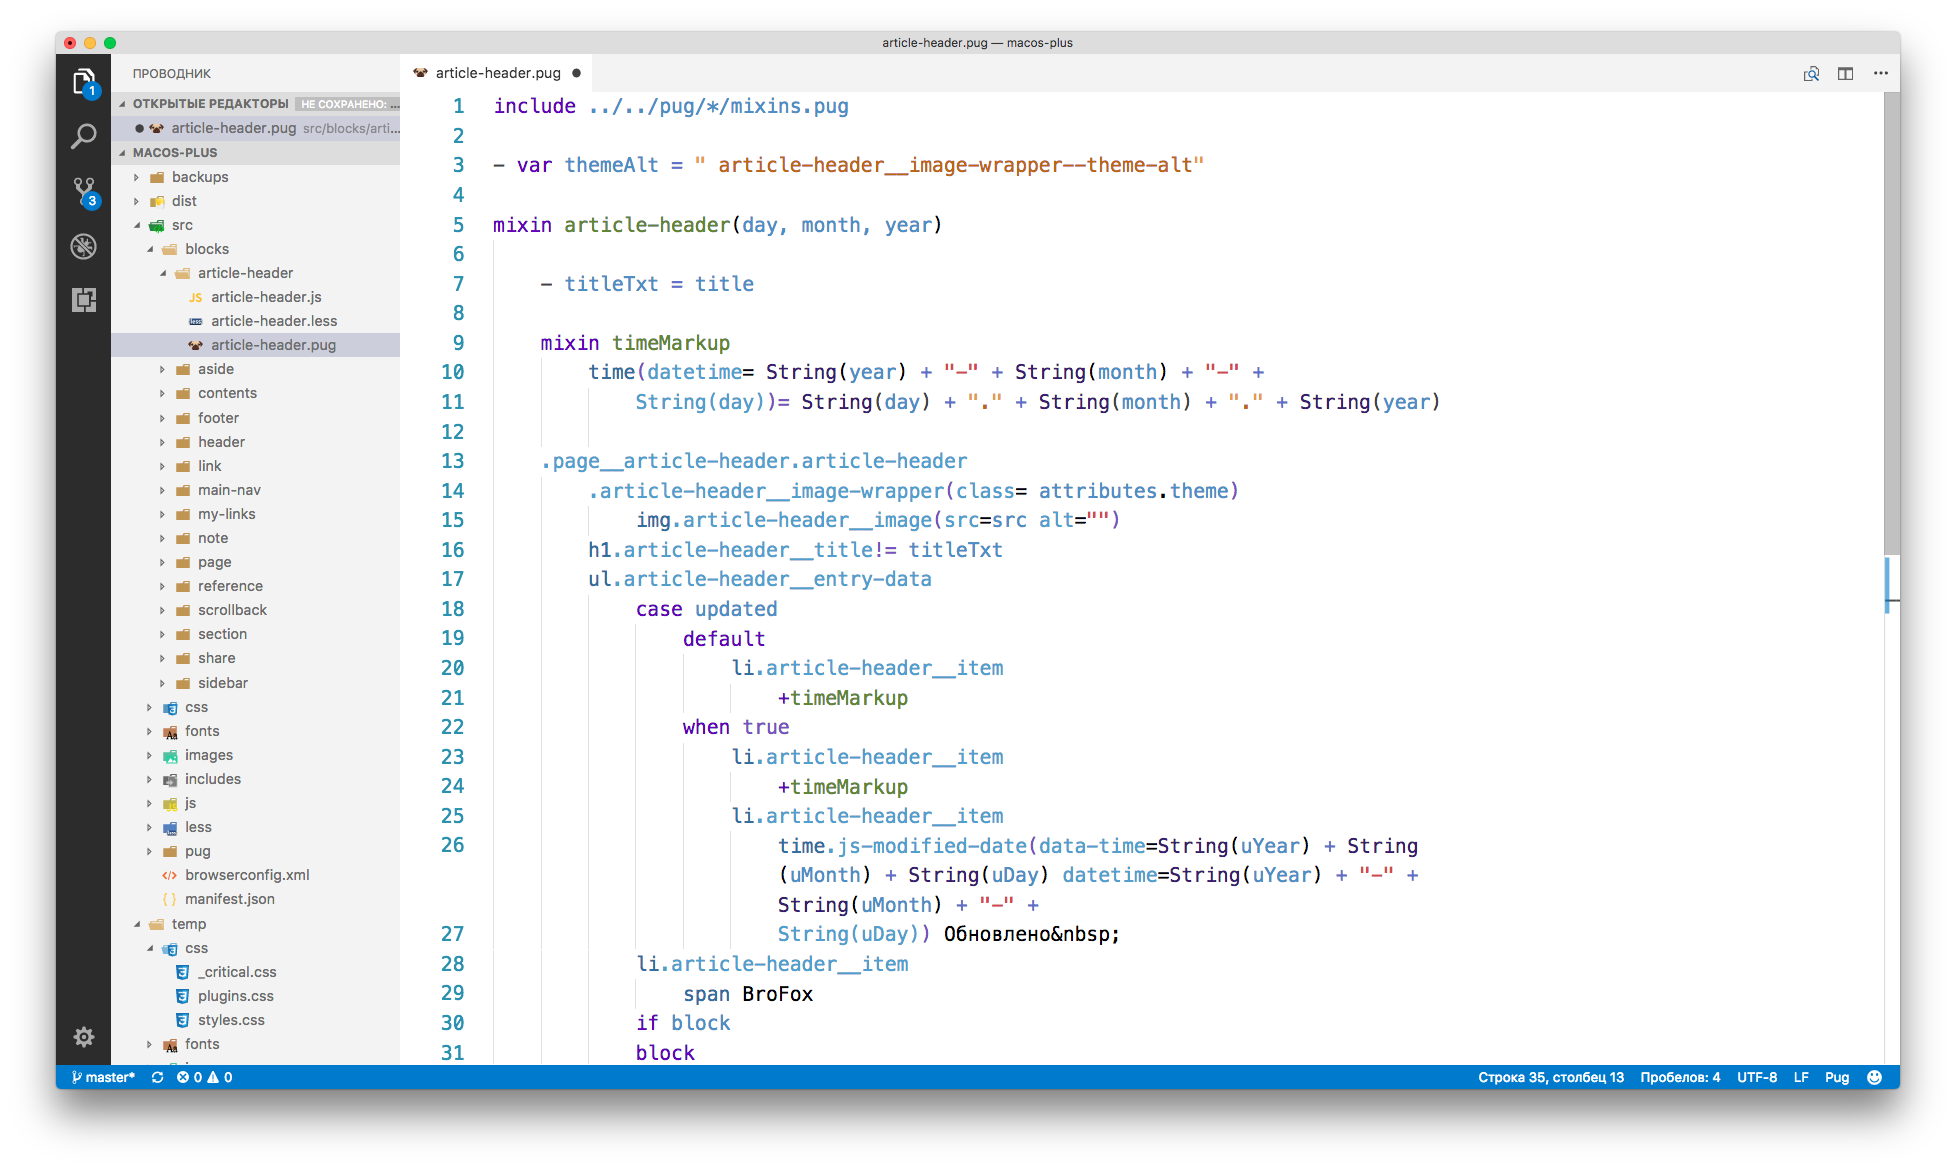 article-header.pug — macos-plus
ПРОВОДНИК
ОТКРЫТЫЕ РЕДАКТОРЫ НЕ СОХРАНЕНО: ...
article-header.pug src/blocks/arti...
MACOS-PLUS
backups
dist
src
blocks
article-header
JS article-header.js
article-header.less
article-header.pug
aside
contents
footer
header
link
main-nav
my-links
note
page
reference
scrollback
section
share
sidebar
css
fonts
images
includes
js
less
pug
browserconfig.xml
manifest.json
temp
css
_critical.css
plugins.css
styles.css
fonts
1
3
article-header.pug
1 include ../../pug/*/mixins.pug
2
3 - var themeAlt = " article-header__image-wrapper--theme-alt"
4
5 mixin article-header(day, month, year)
6
7 - titleTxt = title
8
9 mixin timeMarkup
10 time(datetime= String(year) + "-" + String(month) + "-" +
11 String(day))= String(day) + "." + String(month) + "." + String(year)
12
13 .page__article-header.article-header
14 .article-header__image-wrapper(class= attributes.theme)
15 img.article-header__image(src=src alt="")
16 h1.article-header__title!= titleTxt
17 ul.article-header__entry-data
18 case updated
19 default
20 li.article-header__item
21 +timeMarkup
22 when true
23 li.article-header__item
24 +timeMarkup
25 li.article-header__item
26 time.js-modified-date(data-time=String(uYear) + String
(uMonth) + String(uDay) datetime=String(uYear) + "-" +
String(uMonth) + "-" +
27 String(uDay)) Обновлено&nbsp;
28 li.article-header__item
29 span BroFox
30 if block
31 block
master* 0 0
Строка 35, столбец 13 Пробелов: 4 UTF-8 LF Pug